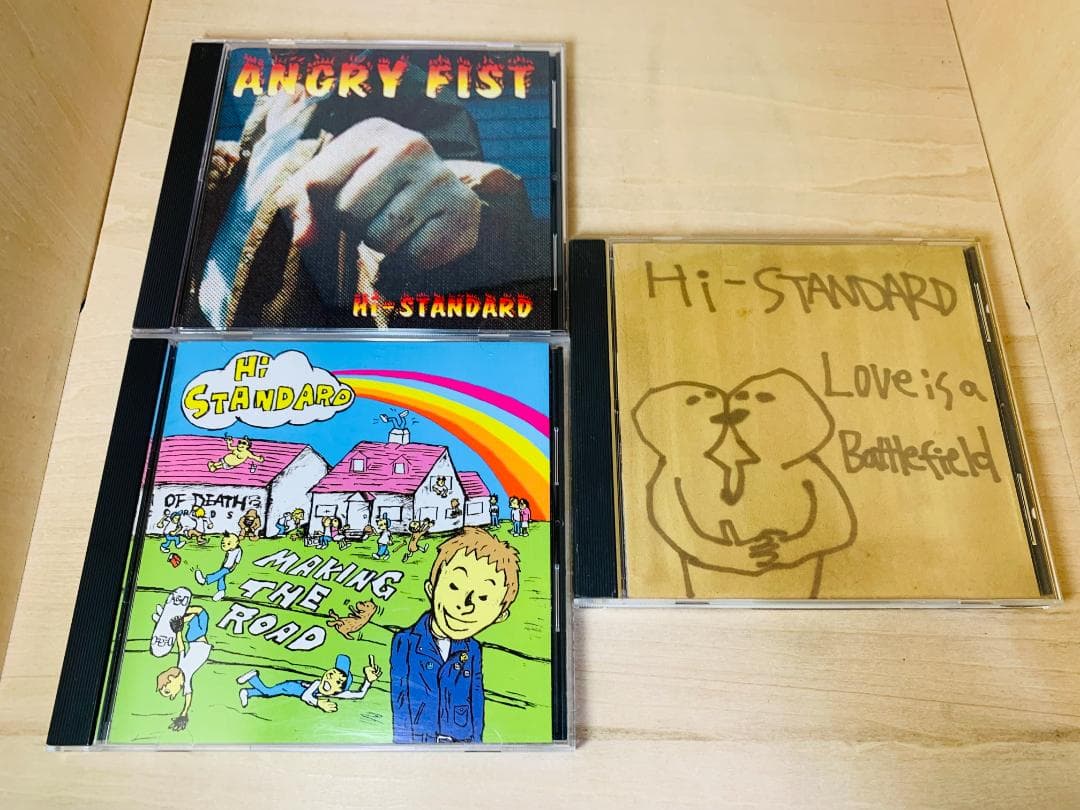 ANGRY FIST
Hi-STANDARD
Hi
STANDARD
OF DEATH
MAKING
THE
ROAD
Hi-STANDARD
Love is a
Battlefield